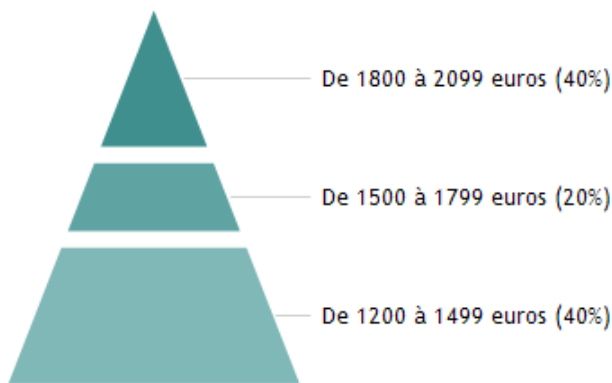 De 1800 à 2099 euros (40%)
De 1500 à 1799 euros (20%)
De 1200 à 1499 euros (40%)